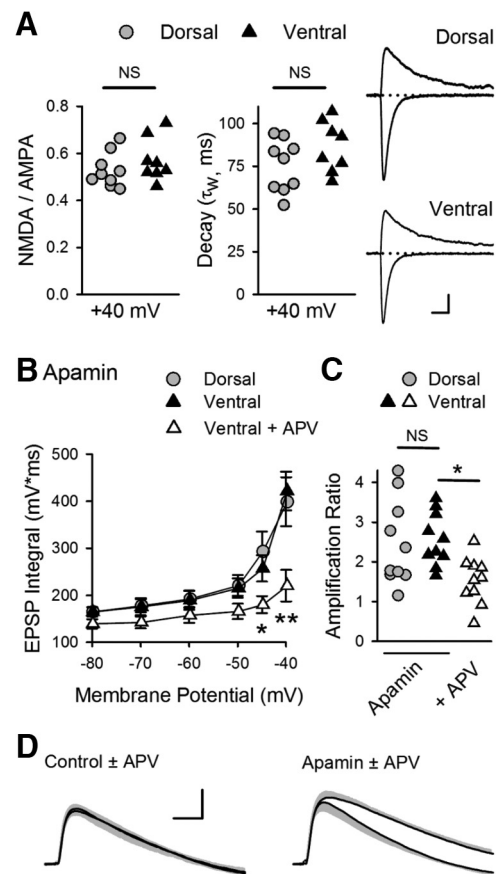 A
Dorsal
Ventral
NS
NS
Dorsal
NMDA / AMPA
0.8
0.6
0.4
0.2
0.0
+40 mV
Decay (τw, ms)
100
75
50
25
0
+40 mV
Ventral
B Apamin
Dorsal
Ventral
Ventral + APV
EPSP Integral (mV*ms)
500
400
300
200
100
* **
-80 -70 -60 -50 -40
Membrane Potential (mV)
C
Dorsal
Ventral
NS
*
Amplification Ratio
4
3
2
1
0
Apamin
+ APV
D
Control ± APV
Apamin ± APV